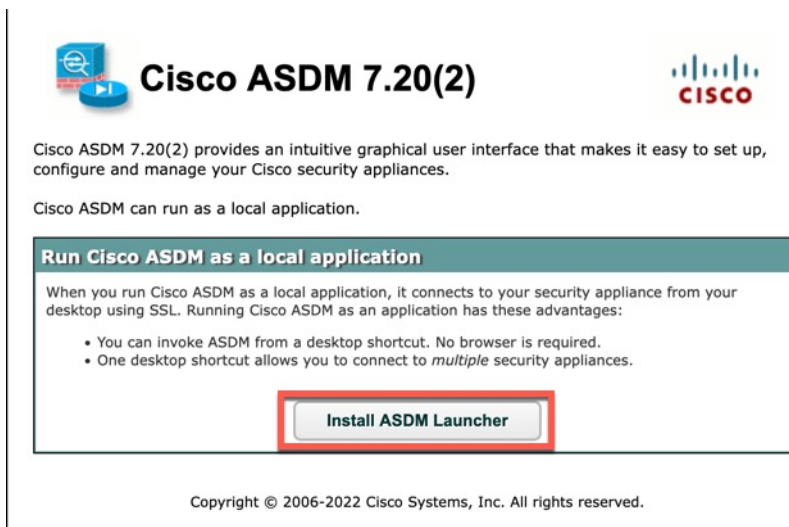 Cisco ASDM 7.20(2)
CISCO
Cisco ASDM 7.20(2) provides an intuitive graphical user interface that makes it easy to set up,
configure and manage your Cisco security appliances.
Cisco ASDM can run as a local application.
Run Cisco ASDM as a local application
When you run Cisco ASDM as a local application, it connects to your security appliance from your
desktop using SSL. Running Cisco ASDM as an application has these advantages:
• You can invoke ASDM from a desktop shortcut. No browser is required.
• One desktop shortcut allows you to connect to multiple security appliances.
Install ASDM Launcher
Copyright © 2006-2022 Cisco Systems, Inc. All rights reserved.